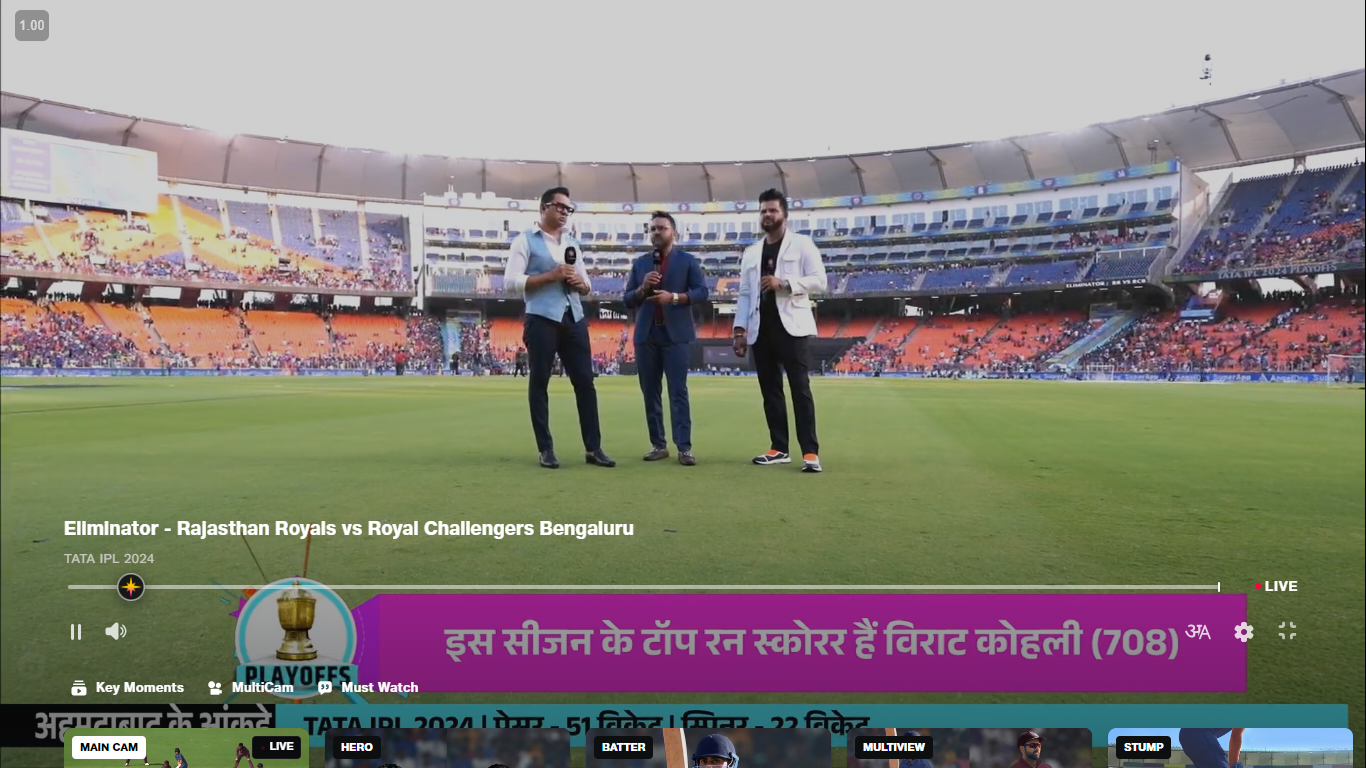 1.00
TATA IPL 2024 PLAYOFFS
ELIMINATOR : RR VS RCB
Eliminator - Rajasthan Royals vs Royal Challengers Bengaluru
TATA IPL 2024
LIVE
इस सीजन के टॉप रन स्कोरर हैं विराट कोहली (708)
अ/A
PLAYOFFS
Key Moments MultiCam Must Watch
अहमदाबाद के आंकड़े TATA IPL 2024 | पेसर - 51 विकेट | स्पिनर - 22 विकेट
MAIN CAM LIVE HERO BATTER MULTIVIEW STUMP